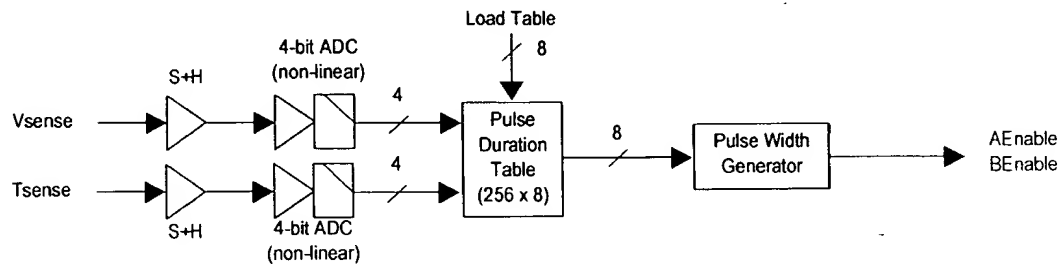 Load Table
8
4-bit ADC
(non-linear)
S+H
4
Vsense
Pulse
Duration
Table
(256 x 8)
8
Pulse Width
Generator
AEnable
BEnable
4
Tsense
S+H
4-bit ADC
(non-linear)